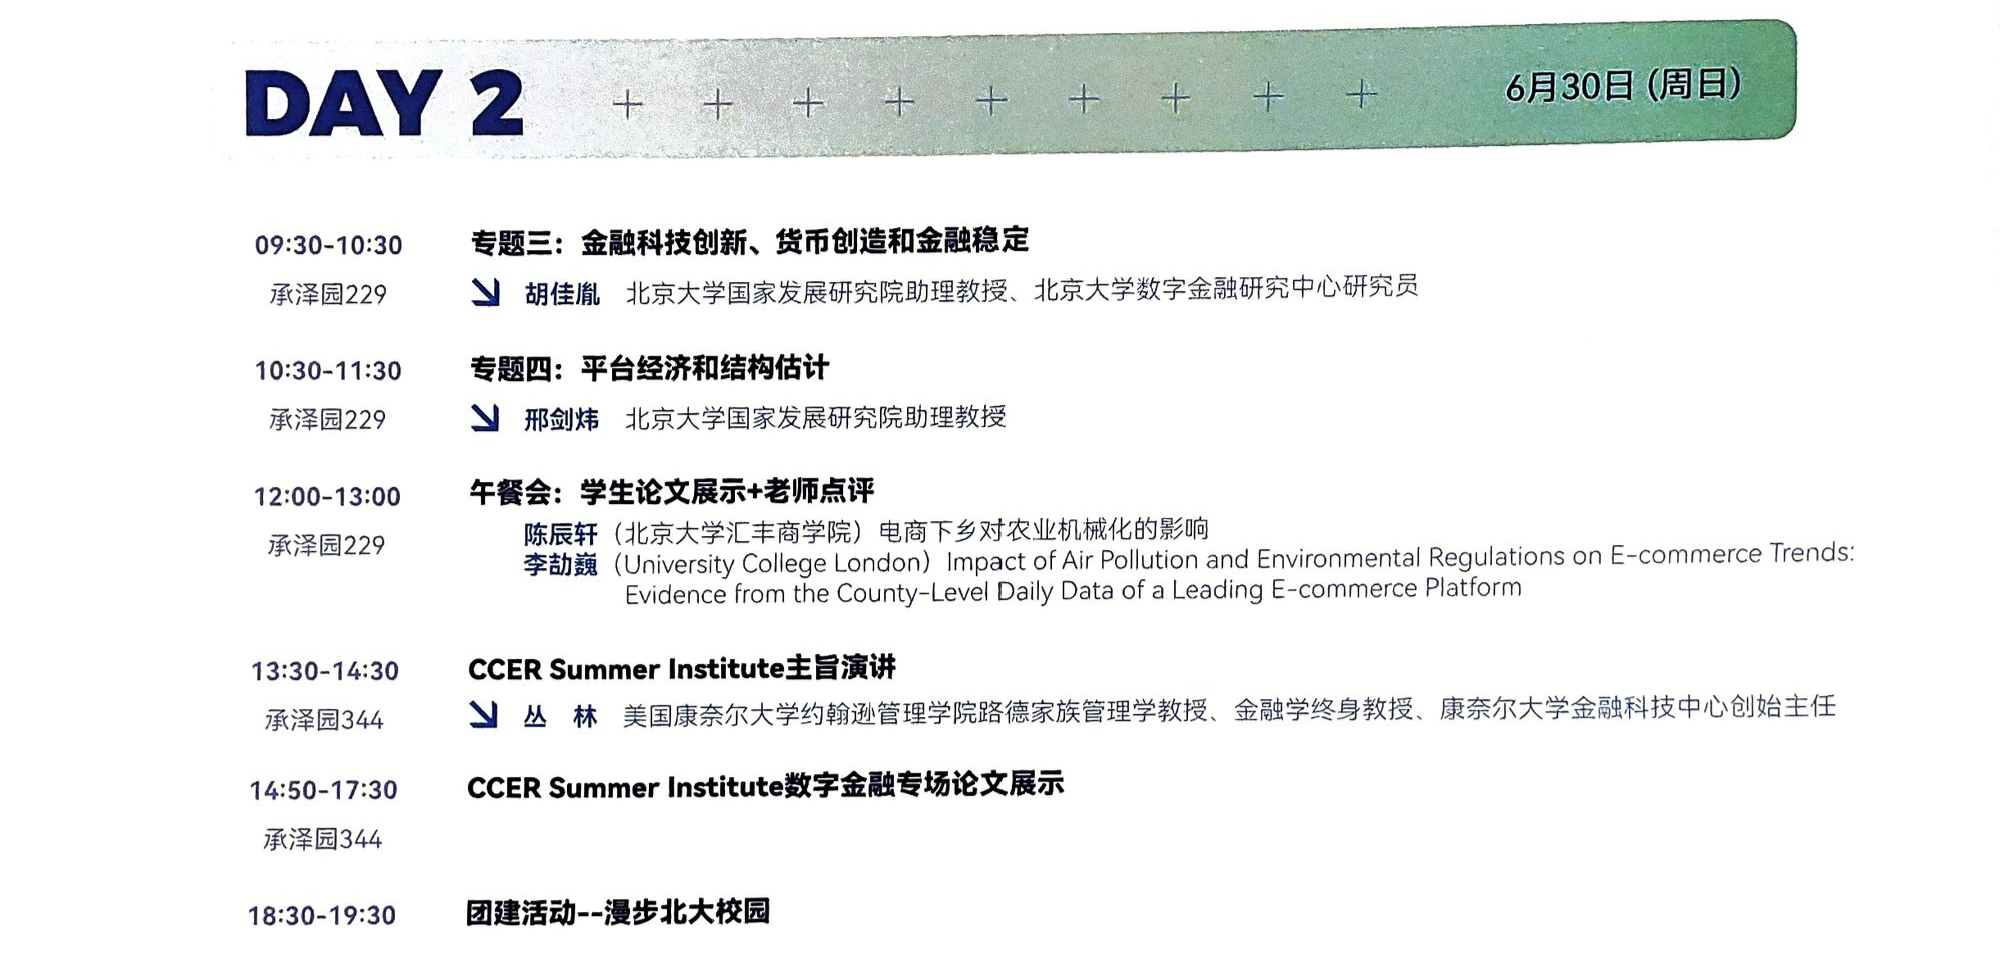 DAY 2 + + + + + + + + + 6月30日 (周日)
09:30-10:30 专题三：金融科技创新、货币创造和金融稳定
承泽园229 胡佳胤 北京大学国家发展研究院助理教授、北京大学数字金融研究中心研究员
10:30-11:30 专题四：平台经济和结构估计
承泽园229 邢剑炜 北京大学国家发展研究院助理教授
12:00-13:00 午餐会：学生论文展示+老师点评
陈辰轩（北京大学汇丰商学院）电商下乡对农业机械化的影响
承泽园229
李劼巍（University College London）Impact of Air Pollution and Environmental Regulations on E-commerce Trends:
Evidence from the County-Level Daily Data of a Leading E-commerce Platform
13:30-14:30 CCER Summer Institute主旨演讲
承泽园344 丛 林 美国康奈尔大学约翰逊管理学院路德家族管理学教授、金融学终身教授、康奈尔大学金融科技中心创始主任
14:50-17:30 CCER Summer Institute数字金融专场论文展示
承泽园344
18:30-19:30 团建活动--漫步北大校园